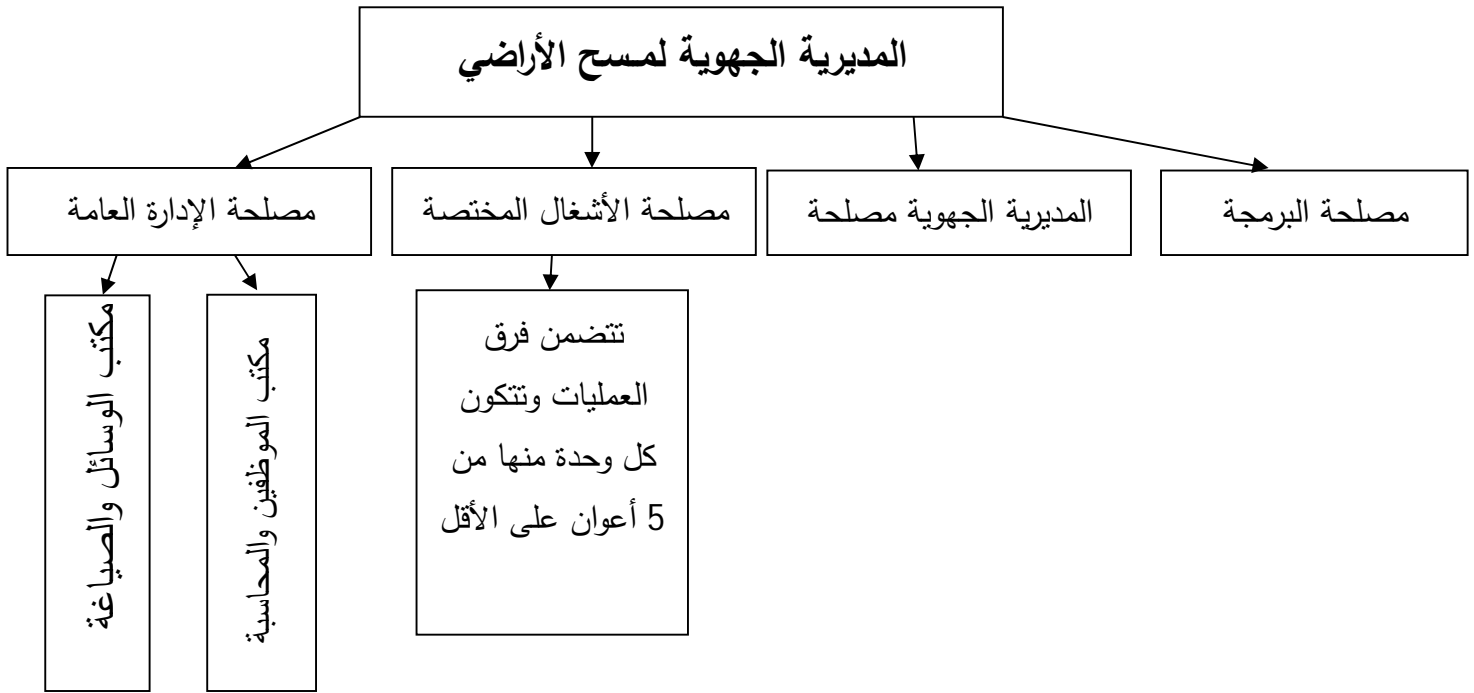 المديرية الجهوية لمسح الأراضي
مصلحة البرمجة
المديرية الجهوية مصلحة
مصلحة الأشغال المختصة
مصلحة الإدارة العامة
تتضمن فرق
العمليات وتتكون
كل وحدة منها من
5 أعوان على الأقل
مكتب الموظفين والمحاسبة
مكتب الوسائل والصياغة